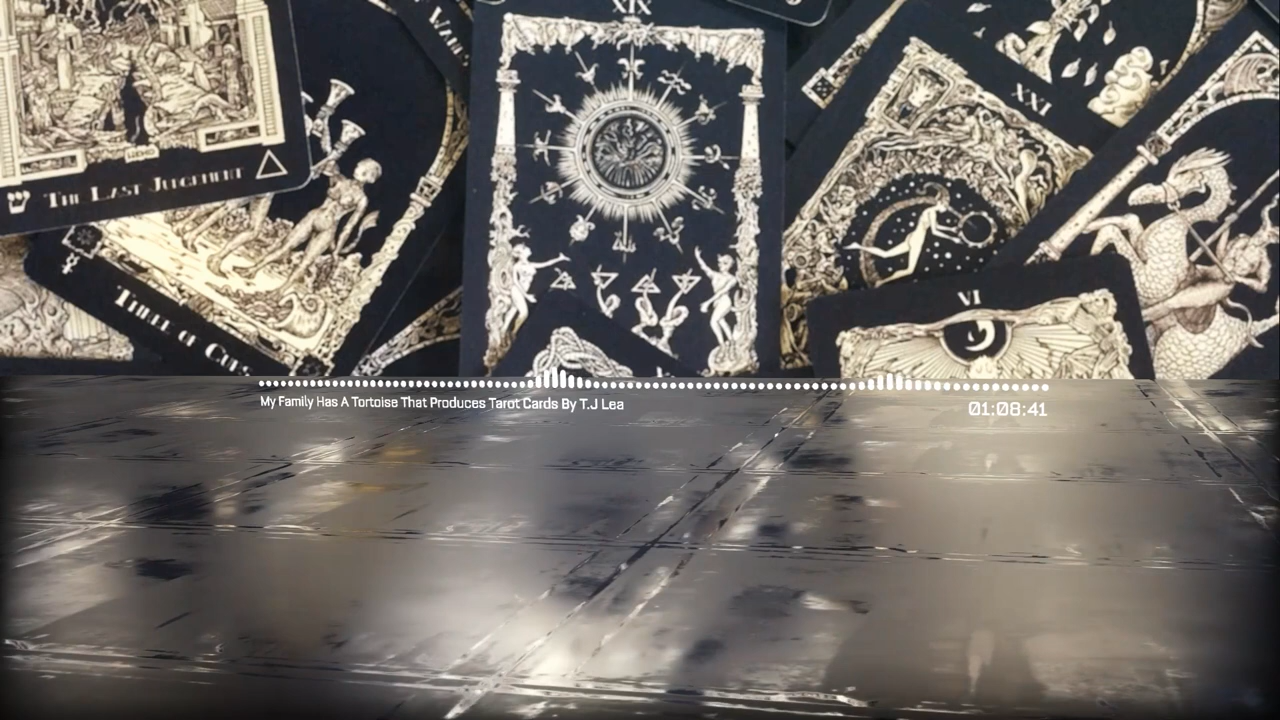 XIX
XXI
VI
THE LAST JUDGEMENT
THREE OF CUPS
My Family Has A Tortoise That Produces Tarot Cards By T.J Lea
01:08:41